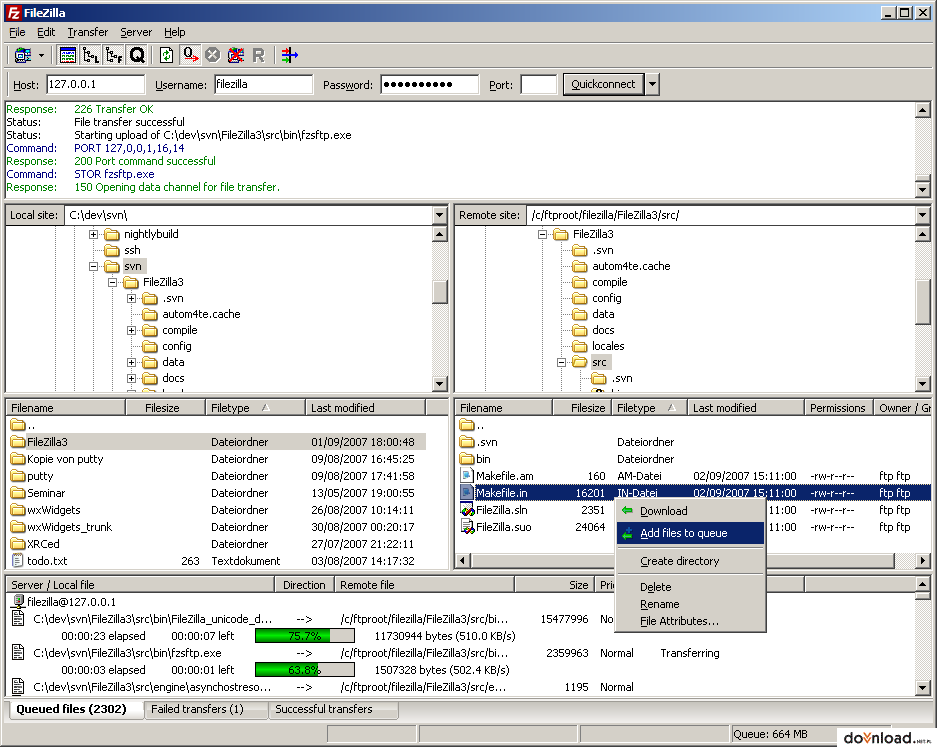 FileZilla
File Edit Transfer Server Help
Host: 127.0.0.1 Username: filezilla Password: ●●●●●●●●●● Port: Quickconnect
Response: 226 Transfer OK
Status: File transfer successful
Status: Starting upload of C:\dev\svn\FileZilla3\src\bin\fzsftp.exe
Command: PORT 127,0,0,1,16,14
Response: 200 Port command successful
Command: STOR fzsftp.exe
Response: 150 Opening data channel for file transfer.
Local site: C:\dev\svn\
nightlybuild
ssh
svn
FileZilla3
.svn
autom4te.cache
compile
config
data
docs
Remote site: /c/ftproot/filezilla/FileZilla3/src/
FileZilla3
.svn
autom4te.cache
compile
config
data
docs
locales
src
.svn
Filename Filesize Filetype Last modified
..
FileZilla3 Dateiordner 01/09/2007 18:00:48
Kopie von putty Dateiordner 09/08/2007 16:45:25
putty Dateiordner 09/08/2007 17:41:58
Seminar Dateiordner 13/05/2007 19:00:55
wxWidgets Dateiordner 26/08/2007 10:14:11
wxWidgets_trunk Dateiordner 30/08/2007 00:20:17
XRCed Dateiordner 27/07/2007 21:22:11
todo.txt 263 Textdokument 03/08/2007 14:17:32
Filename Filesize Filetype Last modified Permissions Owner / Gr
..
.svn Dateiordner
bin Dateiordner
Makefile.am 160 AM-Datei 02/09/2007 15:11:00 -rw-r--r-- ftp ftp
Makefile.in 16201 IN-Datei 02/09/2007 15:11:00 -rw-r--r-- ftp ftp
FileZilla.sln 2351 15:11:00 -rw-r--r-- ftp ftp
FileZilla.suo 24064 15:11:00 -rw-r--r-- ftp ftp
Download
Add files to queue
Create directory
Delete
Rename
File Attributes...
Server / Local file Direction Remote file Size
filezilla@127.0.0.1
C:\dev\svn\FileZilla3\src\bin\FileZilla_unicode_d... --> /c/ftproot/filezilla/FileZilla3/src/bi... 15477996
00:00:23 elapsed 00:00:07 left 75.7% 11730944 bytes (510.0 KB/s)
C:\dev\svn\FileZilla3\src\bin\fzsftp.exe --> /c/ftproot/filezilla/FileZilla3/src/bi... 2359963 Normal Transferring
00:00:03 elapsed 00:00:01 left 63.8% 1507328 bytes (502.4 KB/s)
C:\dev\svn\FileZilla3\src\engine\asynchostreso... --> /c/ftproot/filezilla/FileZilla3/src/e... 1195 Normal
Queued files (2302) Failed transfers (1) Successful transfers
Queue: 664 MB
download.NET.PL